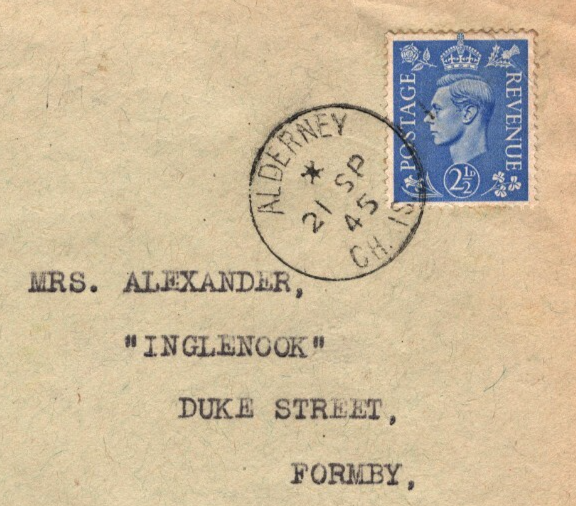 POSTAGE
REVENUE
2½D
ALDERNEY
*
21 SP
45
CH. IS
MRS. ALEXANDER,
"INGLENOOK"
DUKE STREET,
FORMBY,